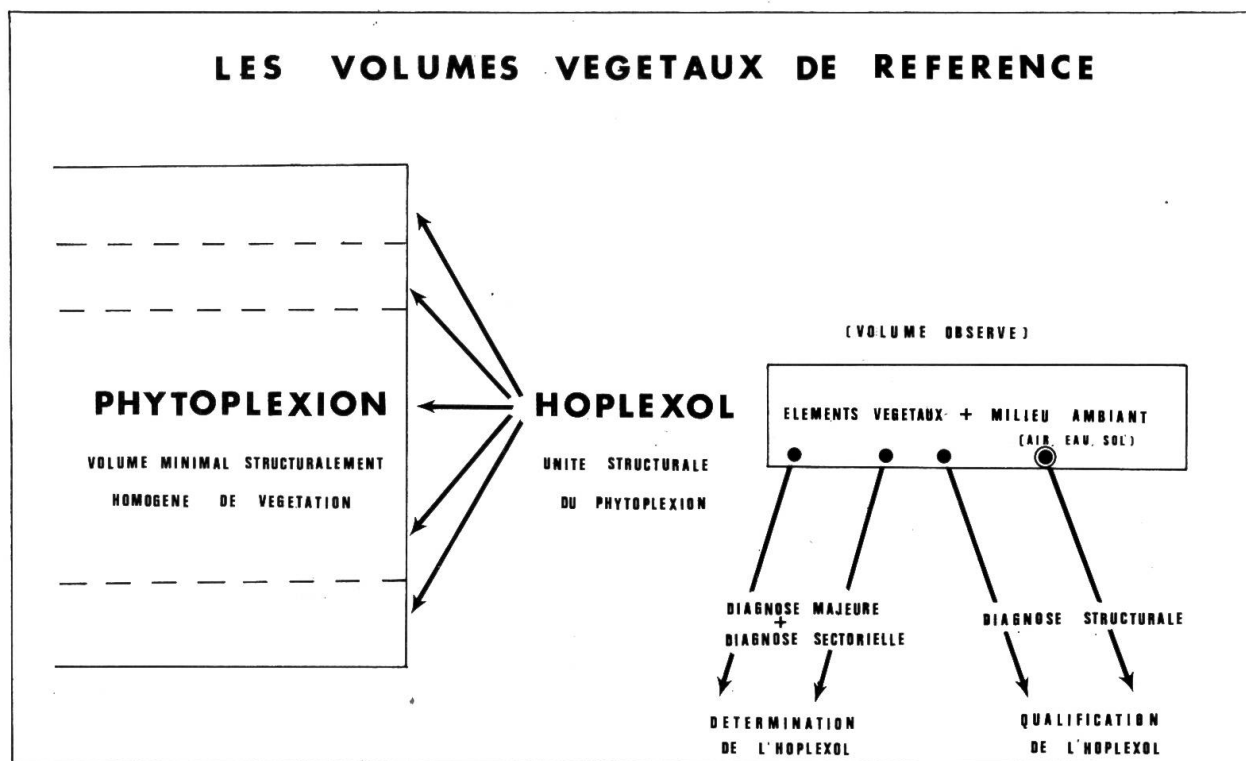 LES VOLUMES VEGETAUX DE REFERENCE
(VOLUME OBSERVE)
PHYTOPLEXION
VOLUME MINIMAL STRUCTURALEMENT
HOMOGENE DE VEGETATION
HOPLEXOL
UNITE STRUCTURALE
DU PHYTOPLEXION
ELEMENTS VEGETAUX + MILIEU AMBIANT
(AIR, EAU, SOL)
DIAGNOSE MAJEURE
+
DIAGNOSE SECTORIELLE
DIAGNOSE STRUCTURALE
DETERMINATION
DE L'HOPLEXOL
QUALIFICATION
DE L'HOPLEXOL